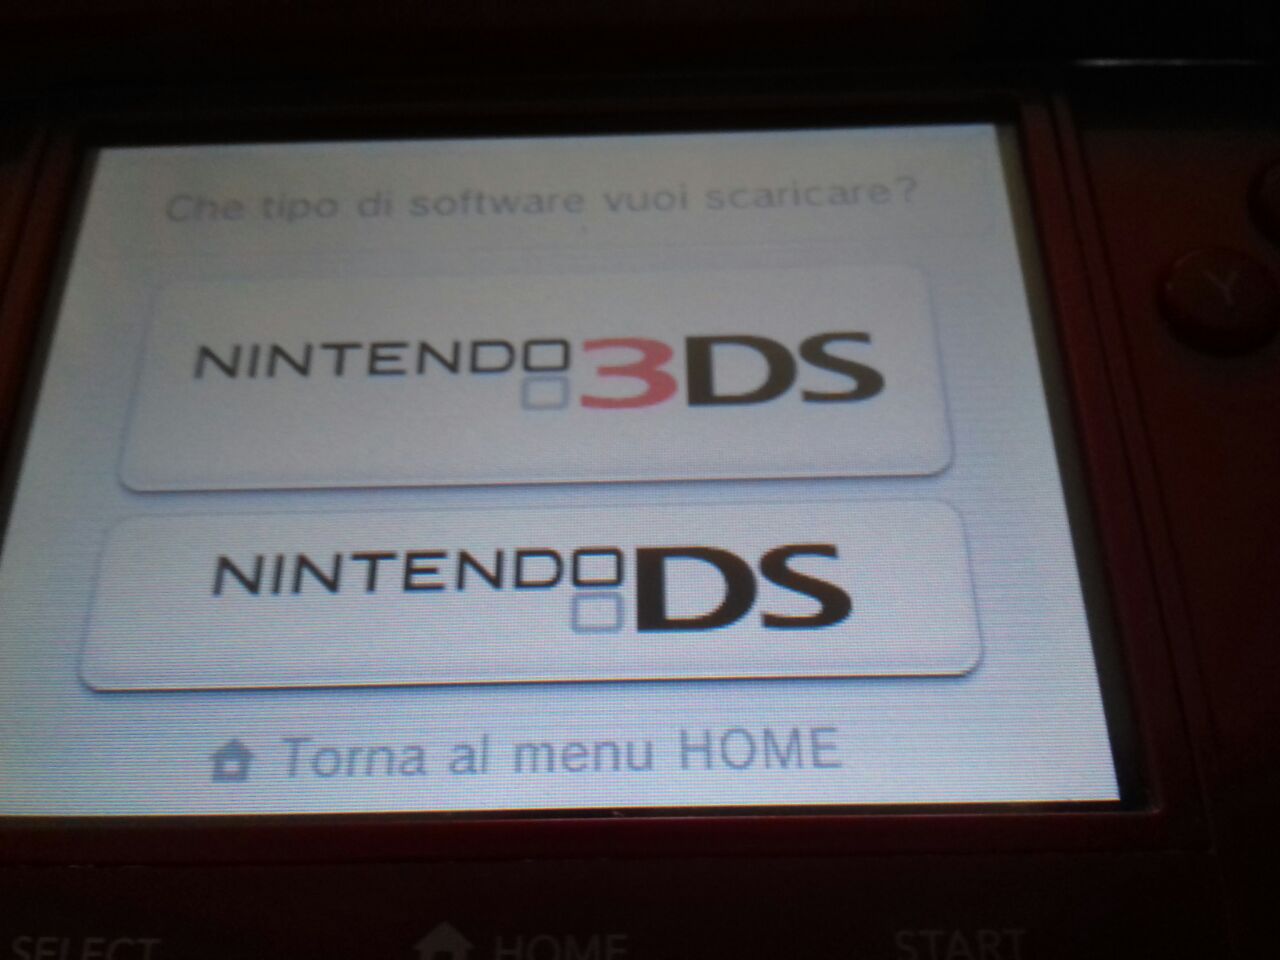 Che tipo di software vuoi scaricare?
NINTENDO 3DS
NINTENDO DS
Torna al menu HOME
Y
SELECT
HOME
START